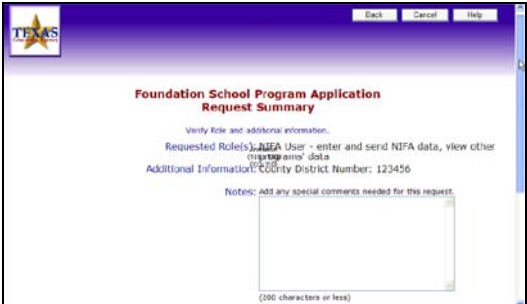 Back Cancel Help
TEXAS
Foundation School Program Application
Request Summary
Verify Role and additional information.
Requested Role(s): NIFA User - enter and send NIFA data, view other
programs' data
Additional Information: County District Number: 123456
Notes: Add any special comments needed for this request.
(200 characters or less)